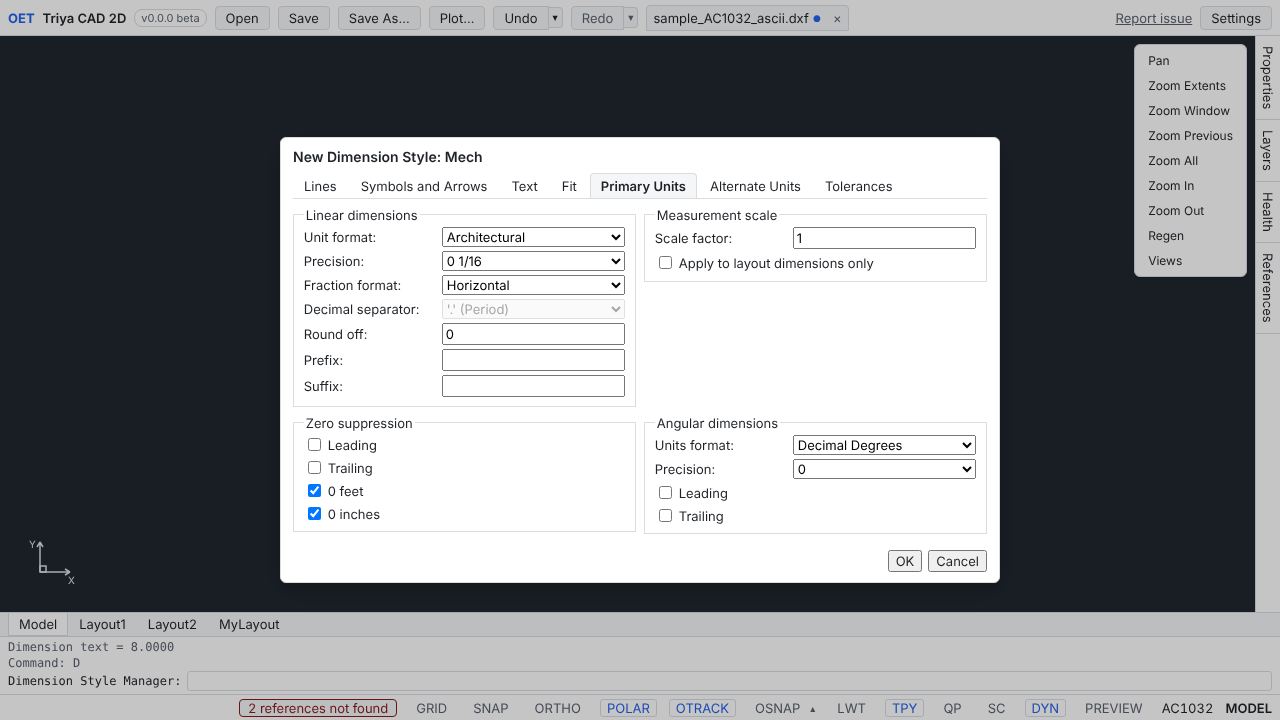 OET Triya CAD 2D v0.0.0 beta Open Save Save As... Plot... Undo ▾ Redo ▾ sample_AC1032_ascii.dxf ● × Report issue Settings
Pan
Zoom Extents
Zoom Window
Zoom Previous
Zoom All
Zoom In
Zoom Out
Regen
Views
Properties
Layers
Health
References
New Dimension Style: Mech
Lines Symbols and Arrows Text Fit Primary Units Alternate Units Tolerances
Linear dimensions
Unit format: Architectural
Precision: 0 1/16
Fraction format: Horizontal
Decimal separator: '.' (Period)
Round off: 0
Prefix:
Suffix:
Measurement scale
Scale factor: 1
Apply to layout dimensions only
Zero suppression
Leading
Trailing
0 feet
0 inches
Angular dimensions
Units format: Decimal Degrees
Precision: 0
Leading
Trailing
OK Cancel
Y
X
Model Layout1 Layout2 MyLayout
Dimension text = 8.0000
Command: D
Dimension Style Manager:
2 references not found GRID SNAP ORTHO POLAR OTRACK OSNAP ▴ LWT TPY QP SC DYN PREVIEW AC1032 MODEL